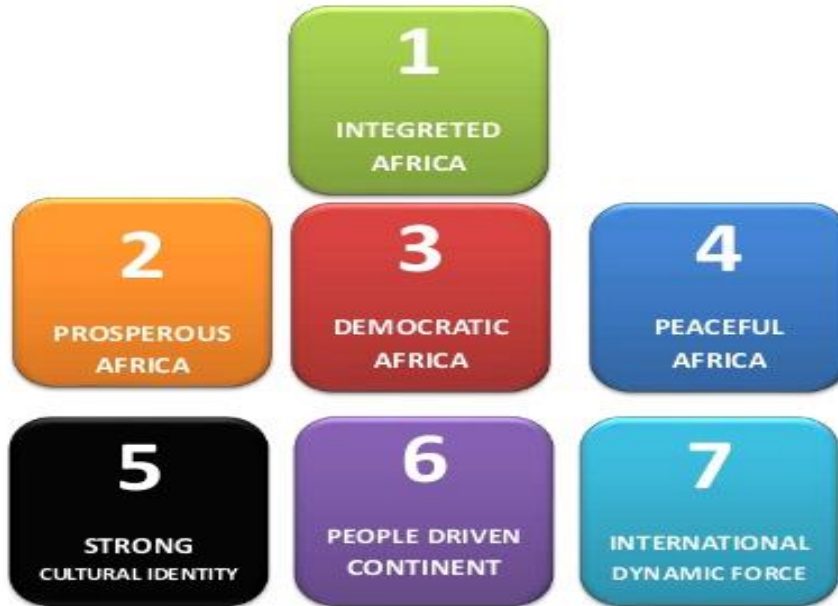 1
INTEGRETED
AFRICA
2
PROSPEROUS
AFRICA
3
DEMOCRATIC
AFRICA
4
PEACEFUL
AFRICA
5
STRONG
CULTURAL IDENTITY
6
PEOPLE DRIVEN
CONTINENT
7
INTERNATIONAL
DYNAMIC FORCE